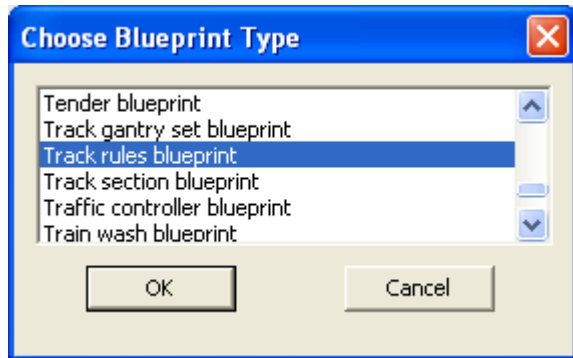 Choose Blueprint Type
Tender blueprint
Track gantry set blueprint
Track rules blueprint
Track section blueprint
Traffic controller blueprint
Train wash blueprint
OK
Cancel